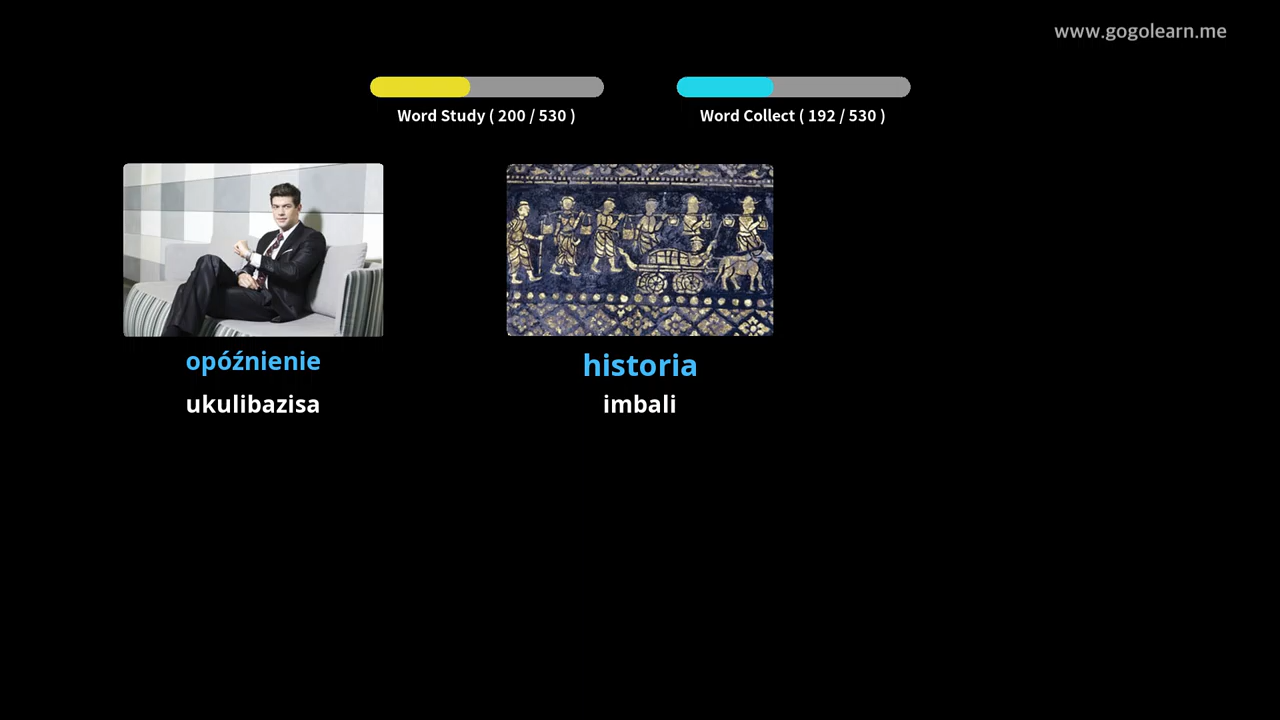 www.gogolearn.me
Word Study ( 200 / 530 )
Word Collect ( 192 / 530 )
opóźnienie
ukulibazisa
historia
imbali